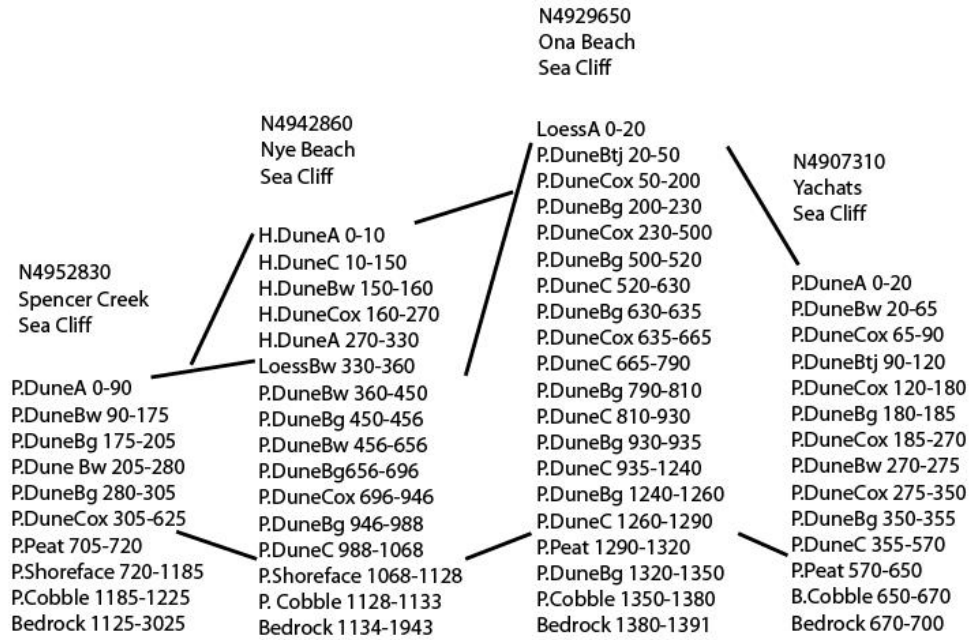 N4952830
Spencer Creek
Sea Cliff
P.DuneA 0-90
P.DuneBw 90-175
P.DuneBg 175-205
P.Dune Bw 205-280
P.DuneBg 280-305
P.DuneCox 305-625
P.Peat 705-720
P.Shoreface 720-1185
P.Cobble 1185-1225
Bedrock 1125-3025
N4942860
Nye Beach
Sea Cliff
H.DuneA 0-10
H.DuneC 10-150
H.DuneBw 150-160
H.DuneCox 160-270
H.DuneA 270-330
LoessBw 330-360
P.DuneBw 360-450
P.DuneBg 450-456
P.DuneBw 456-656
P.DuneBg656-696
P.DuneCox 696-946
P.DuneBg 946-988
P.DuneC 988-1068
P.Shoreface 1068-1128
P. Cobble 1128-1133
Bedrock 1134-1943
N4929650
Ona Beach
Sea Cliff
LoessA 0-20
P.DuneBtj 20-50
P.DuneCox 50-200
P.DuneBg 200-230
P.DuneCox 230-500
P.DuneBg 500-520
P.DuneC 520-630
P.DuneBg 630-635
P.DuneCox 635-665
P.DuneC 665-790
P.DuneBg 790-810
P.DuneC 810-930
P.DuneBg 930-935
P.DuneC 935-1240
P.DuneBg 1240-1260
P.DuneC 1260-1290
P.Peat 1290-1320
P.DuneBg 1320-1350
P.Cobble 1350-1380
Bedrock 1380-1391
N4907310
Yachats
Sea Cliff
P.DuneA 0-20
P.DuneBw 20-65
P.DuneCox 65-90
P.DuneBtj 90-120
P.DuneCox 120-180
P.DuneBg 180-185
P.DuneCox 185-270
P.DuneBw 270-275
P.DuneCox 275-350
P.DuneBg 350-355
P.DuneC 355-570
P.Peat 570-650
B.Cobble 650-670
Bedrock 670-700